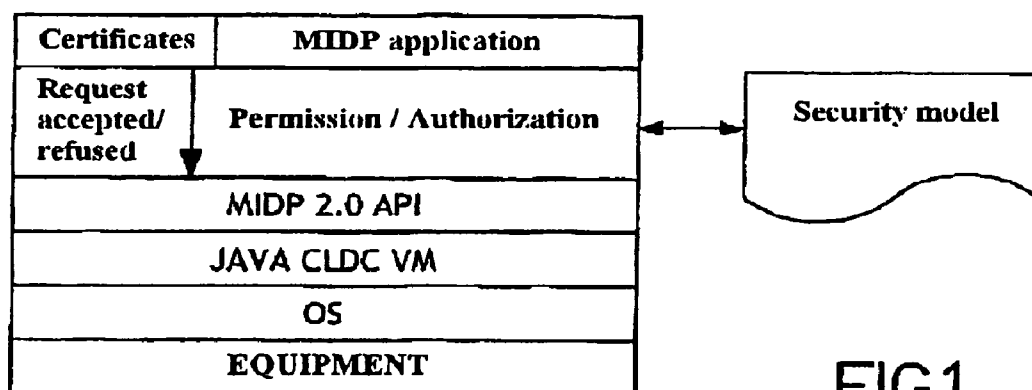 Certificates
MIDP application
Request
accepted/
refused
Permission / Authorization
Security model
MIDP 2.0 API
JAVA CLDC VM
OS
EQUIPMENT
FIG 1